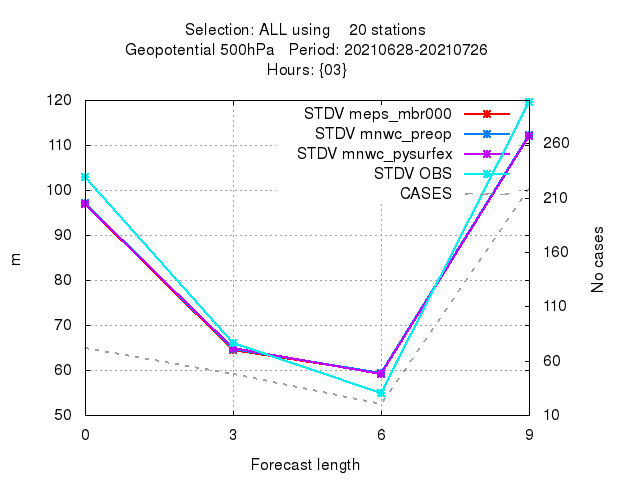 Selection: ALL using 20 stations
Geopotential 500hPa Period: 20210628-20210726
Hours: {03}
STDV meps_mbr000
STDV mnwc_preop
STDV mnwc_pysurfex
STDV OBS
CASES
120
110
100
90
80
70
60
50
m
260
210
160
110
60
10
No cases
0 3 6 9
Forecast length